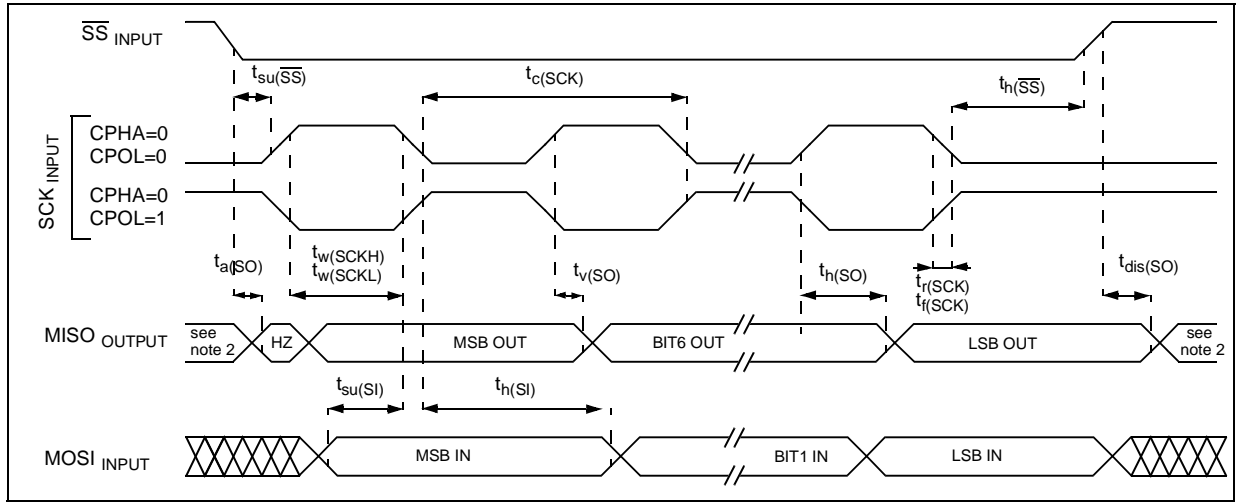 SS INPUT
tsu(SS)
tc(SCK)
th(SS)
SCK INPUT
CPHA=0
CPOL=0
CPHA=0
CPOL=1
ta(SO)
tw(SCKH)
tw(SCKL)
tv(SO)
th(SO)
tr(SCK)
tf(SCK)
tdis(SO)
MISO OUTPUT
see
note 2
HZ
MSB OUT
BIT6 OUT
LSB OUT
see
note 2
tsu(SI)
th(SI)
MOSI INPUT
MSB IN
BIT1 IN
LSB IN